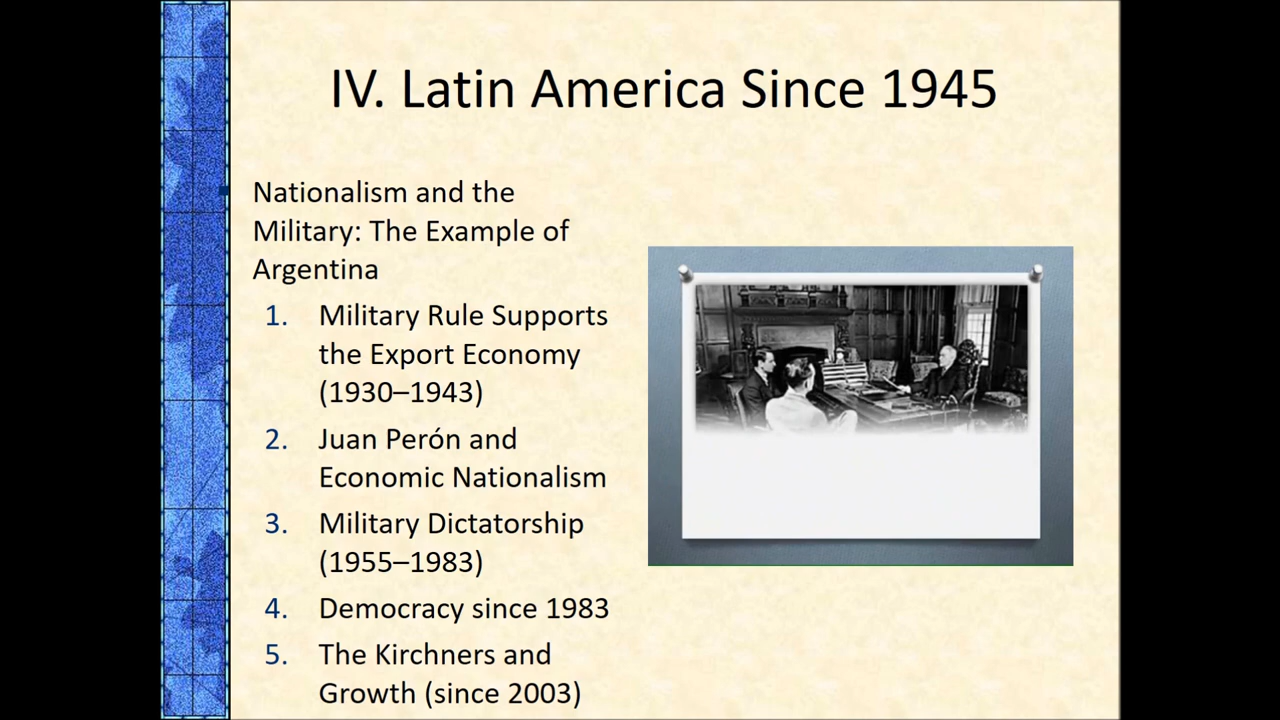 IV. Latin America Since 1945
Nationalism and the
Military: The Example of
Argentina
1. Military Rule Supports
the Export Economy
(1930–1943)
2. Juan Perón and
Economic Nationalism
3. Military Dictatorship
(1955–1983)
4. Democracy since 1983
5. The Kirchners and
Growth (since 2003)